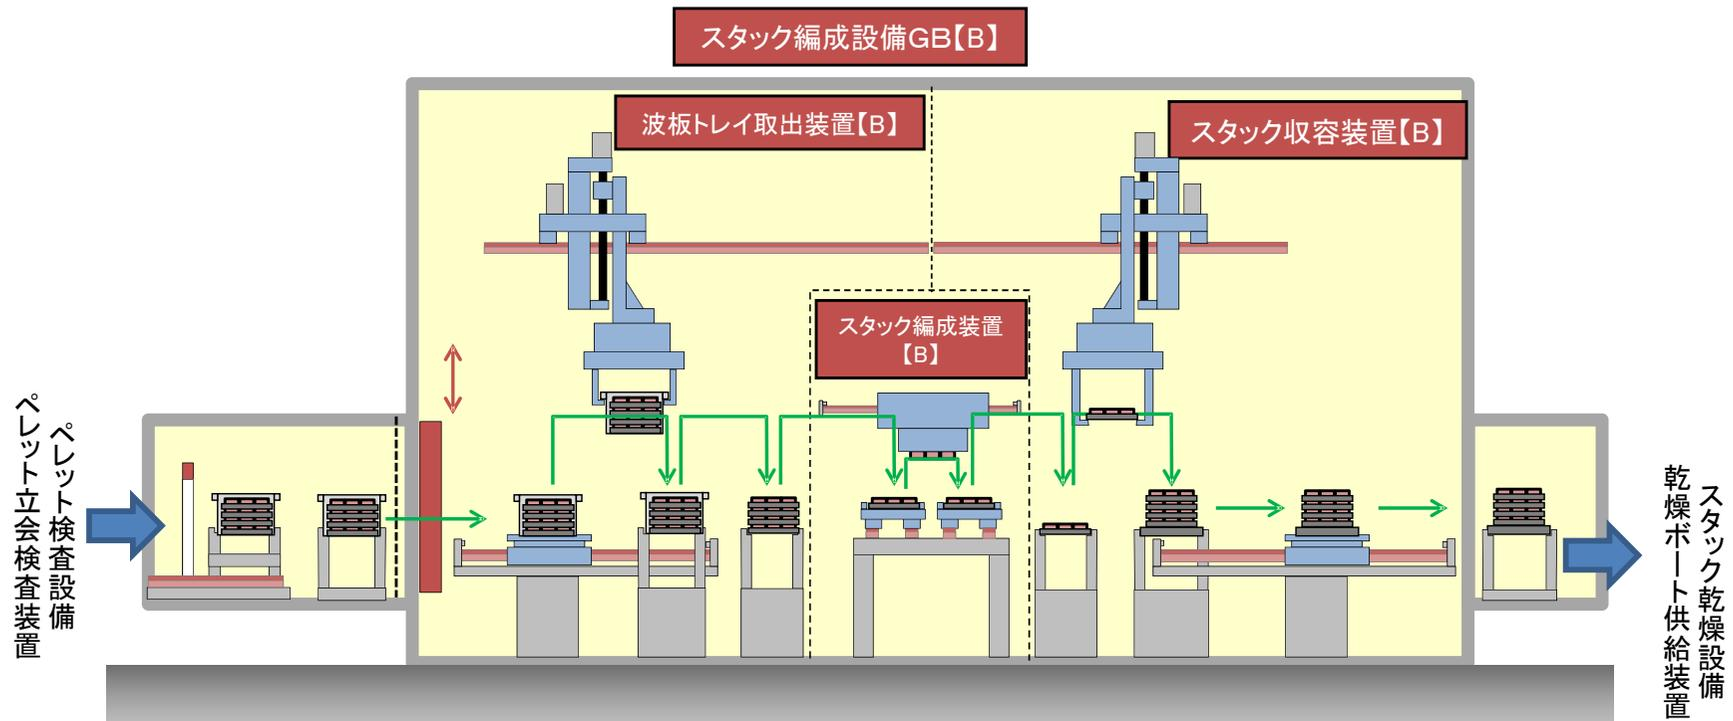 スタック編成設備GB【B】
波板トレイ取出装置【B】
スタック収容装置【B】
スタック編成装置
【B】
ペレット検査設備
ペレット立会検査装置
スタック乾燥設備
乾燥ボート供給装置